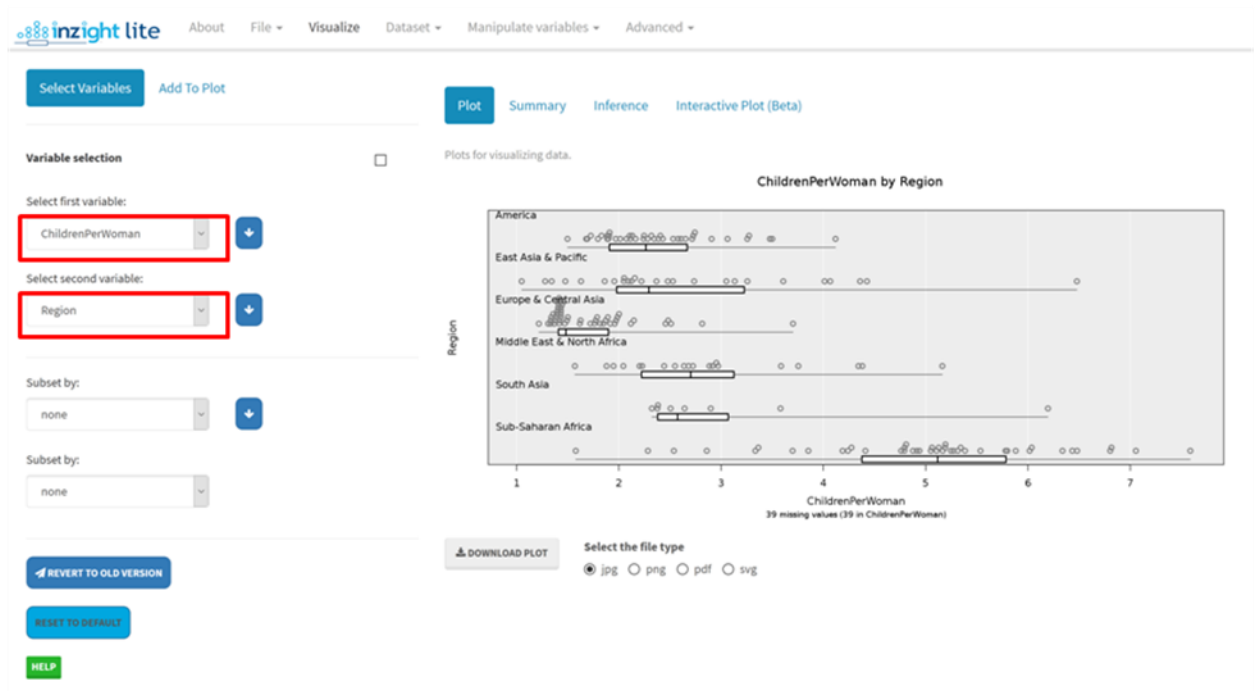 inzight lite About File Visualize Dataset Manipulate variables Advanced
Select Variables Add To Plot
Variable selection
Select first variable:
ChildrenPerWoman
Select second variable:
Region
Subset by:
none
Subset by:
none
REVERT TO OLD VERSION
RESET TO DEFAULT
HELP
Plot Summary Inference Interactive Plot (Beta)
Plots for visualizing data.
ChildrenPerWoman by Region
Region
America
East Asia & Pacific
Europe & Central Asia
Middle East & North Africa
South Asia
Sub-Saharan Africa
1 2 3 4 5 6 7
ChildrenPerWoman
39 missing values (39 in ChildrenPerWoman)
DOWNLOAD PLOT
Select the file type
jpg png pdf svg